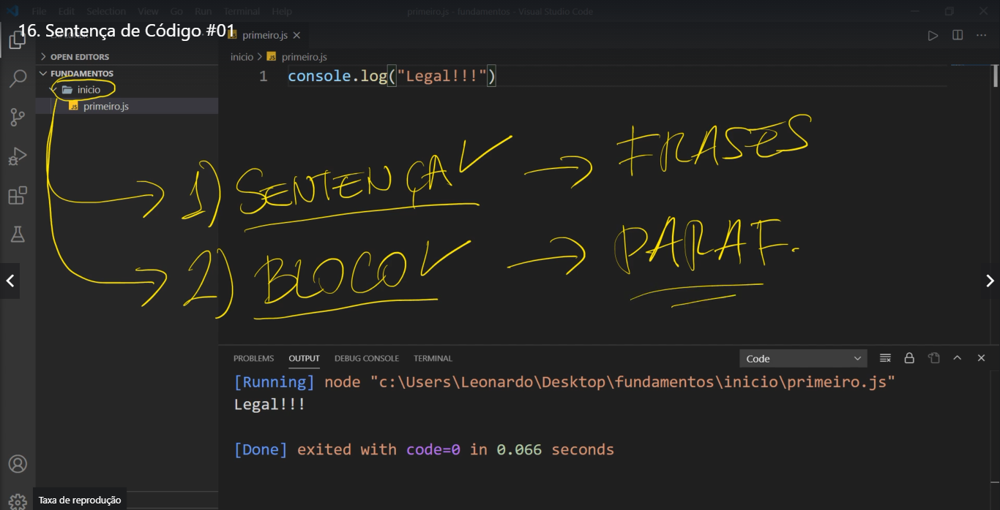 File Edit Selection View Go Run Terminal Help primeiro.js - fundamentos - Visual Studio Code
16. Sentença de Código #01
primeiro.js
OPEN EDITORS
inicio > primeiro.js
FUNDAMENTOS
1 console.log("Legal!!!")
inicio
primeiro.js
1) SENTENÇA → FRASES
2) BLOCO → PARAF.
PROBLEMS OUTPUT DEBUG CONSOLE TERMINAL Code
[Running] node "c:\Users\Leonardo\Desktop\fundamentos\inicio\primeiro.js"
Legal!!!
[Done] exited with code=0 in 0.066 seconds
Taxa de reprodução